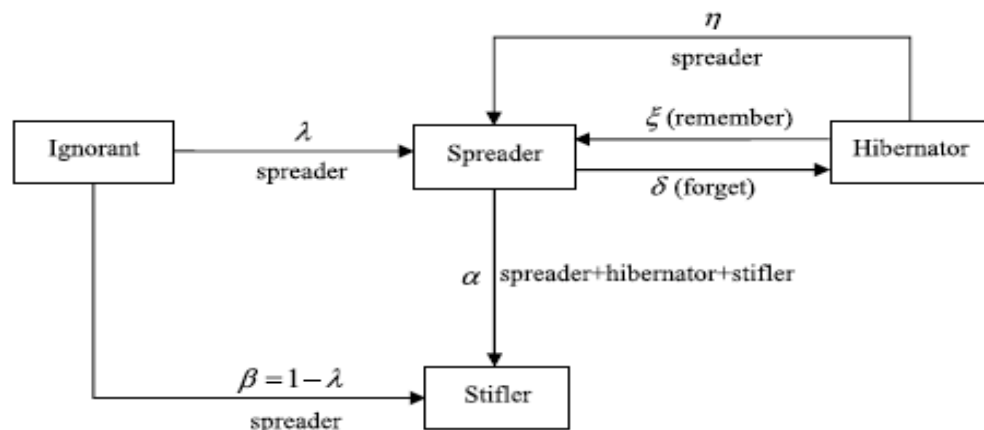 η
spreader
ξ (remember)
Ignorant
λ
spreader
Spreader
Hibernator
δ (forget)
α
spreader+hibernator+stifler
β = 1 − λ
spreader
Stifler